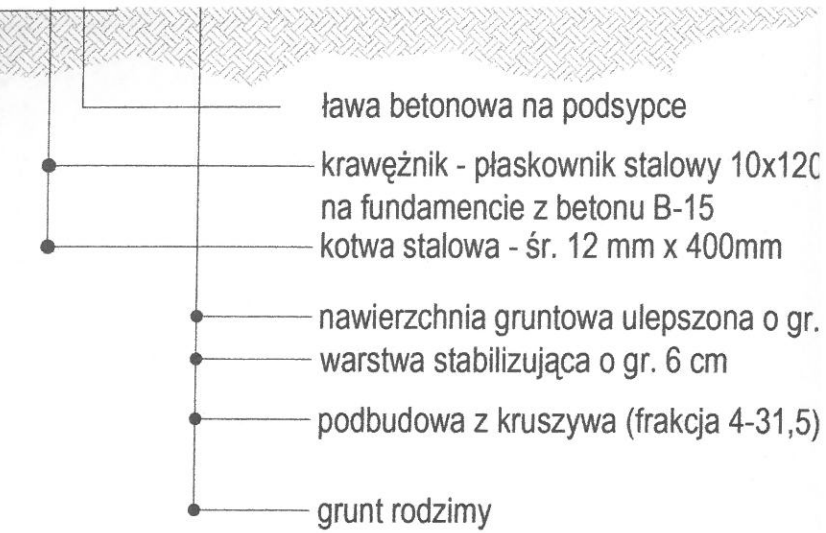 ława betonowa na podsypce
krawężnik - płaskownik stalowy 10x120
na fundamencie z betonu B-15
kotwa stalowa - śr. 12 mm x 400mm
nawierzchnia gruntowa ulepszona o gr.
warstwa stabilizująca o gr. 6 cm
podbudowa z kruszywa (frakcja 4-31,5)
grunt rodzimy